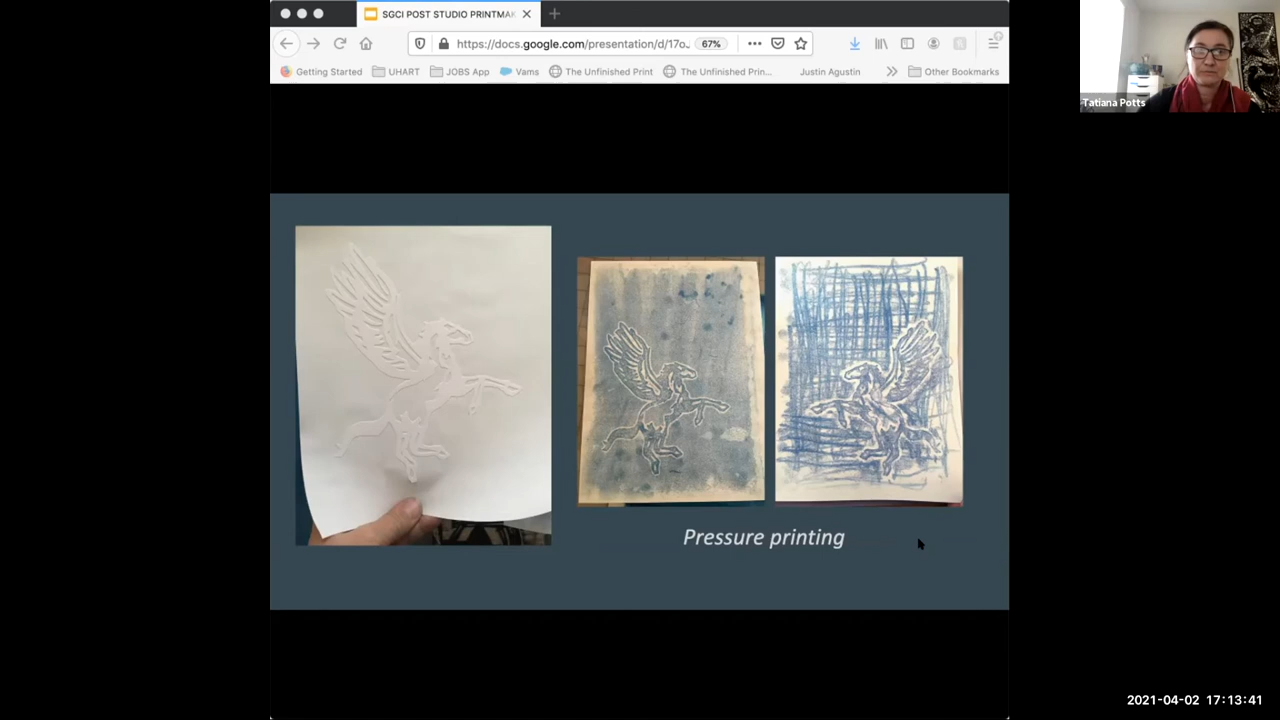 SGCI POST STUDIO PRINTMAK
https://docs.google.com/presentation/d/17o.
67%
Getting Started
UHART
JOBS App
Vams
The Unfinished Print
The Unfinished Prin...
Justin Agustin
Other Bookmarks
Tatiana Potts
Pressure printing
2021-04-02 17:13:41